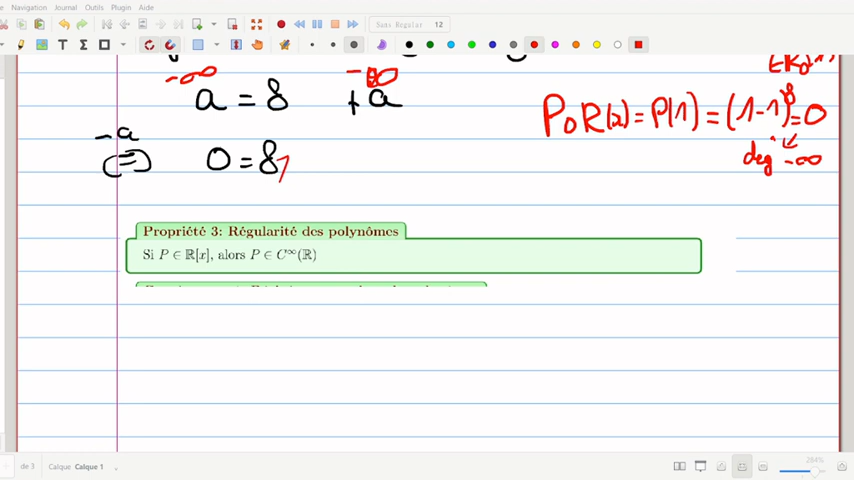 Navigation Journal Outils Plugin Aide
Sans Regular 12
-∞ -∞
a = 8 + a
P o R(x) = P(1) = (1-1)⁸ = 0
deg -∞
-a
⇔ 0 = 8
Propriété 3: Régularité des polynômes
Si P ∈ ℝ[x], alors P ∈ C^∞(ℝ)
de 3 Calque Calque 1 284%